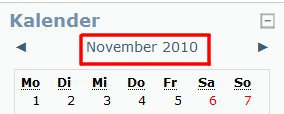 Kalender
◄ November 2010 ►
Mo Di Mi Do Fr Sa So
1 2 3 4 5 6 7